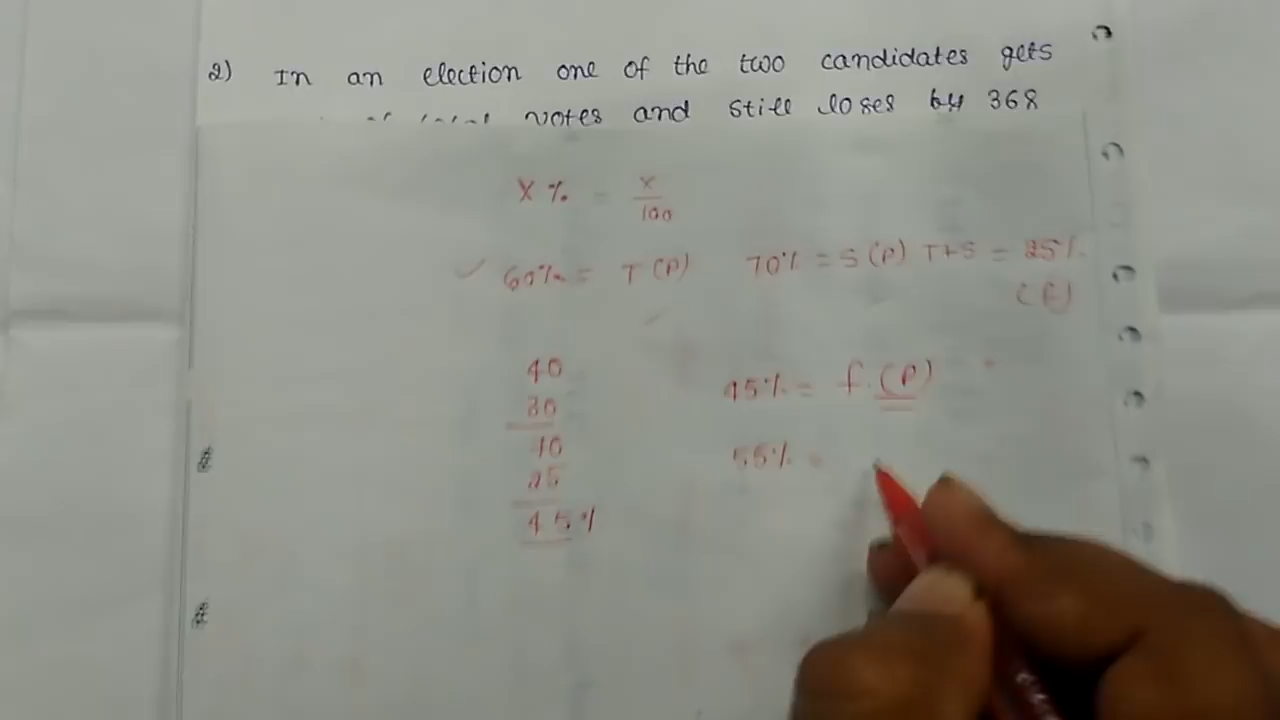 2) In an election one of the two candidates gets
votes and still loses by 368
X % = X/100
60% = T (P) 70% = S (P) T+S = 25% (P)
40
30
10
25
45%
45% = f. (P)
55% =